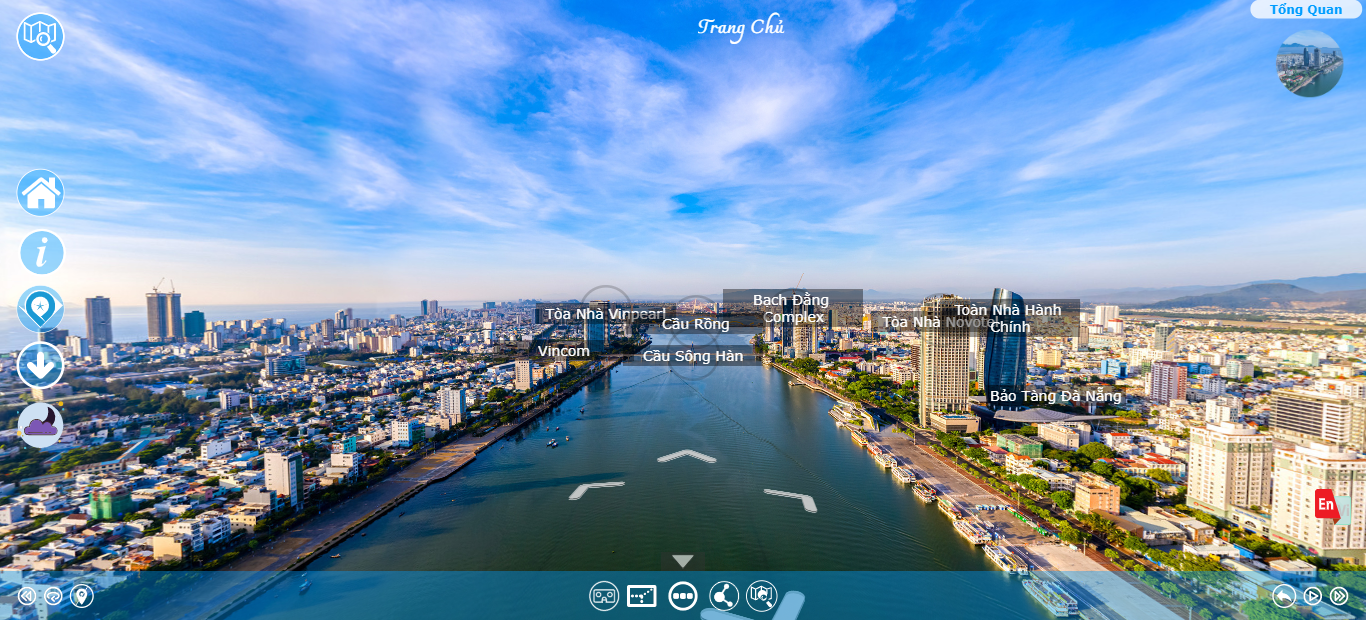 Trang Chủ
Tổng Quan
Bạch Đằng
Complex
Tòa Nhà Vinpearl
Cầu Rồng
Tòa Nhà Novotel
Toàn Nhà Hành
Chính
Vincom
Cầu Sông Hàn
Bảo Tàng Đà Nẵng
En